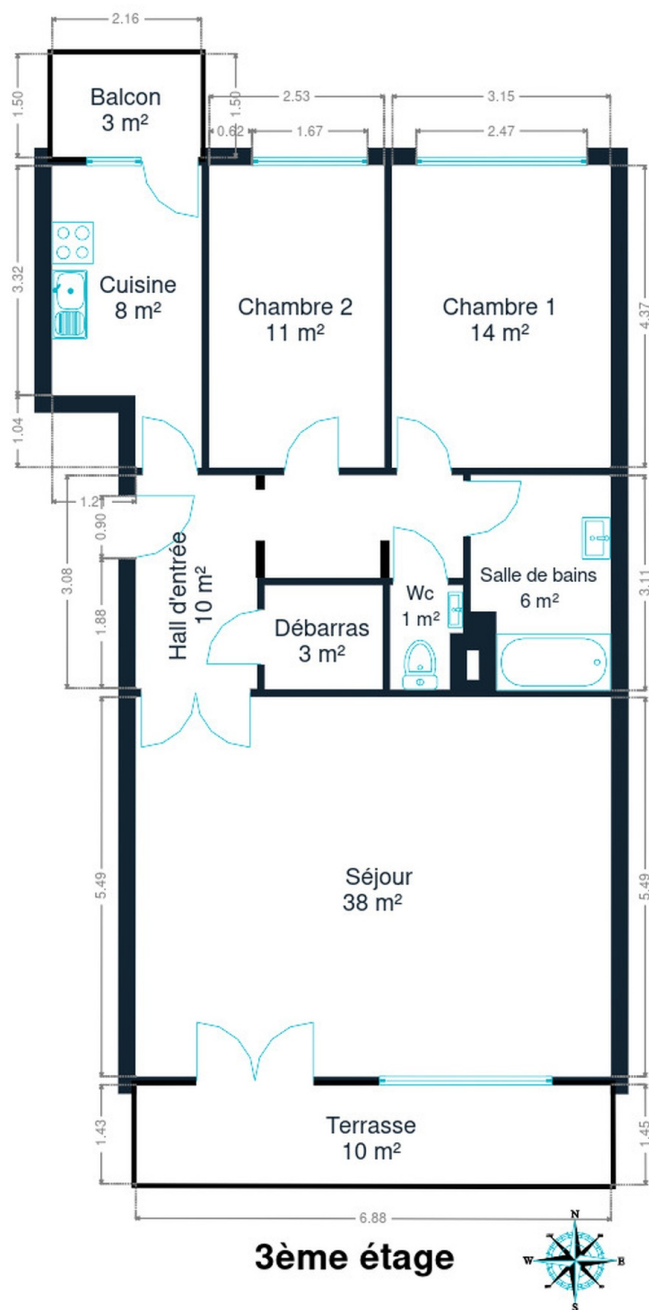 2.16
1.50
Balcon
3 m²
1.50
2.53
3.15
0.62
1.67
2.47
3.32
Cuisine
8 m²
Chambre 2
11 m²
Chambre 1
14 m²
4.37
1.04
0.90
3.08
1.88
Hall d'entrée
10 m²
Débarras
3 m²
Wc
1 m²
Salle de bains
6 m²
3.11
5.49
Séjour
38 m²
5.49
1.43
Terrasse
10 m²
1.45
6.88
3ème étage
N
W
E
S